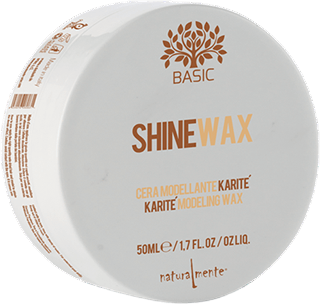 BASIC
SHINEWAX
CERA MODELLANTE KARITÉ
KARITÉ MODELING WAX
50ML℮/1.7 FL.OZ/OZ LIQ.
naturalmente